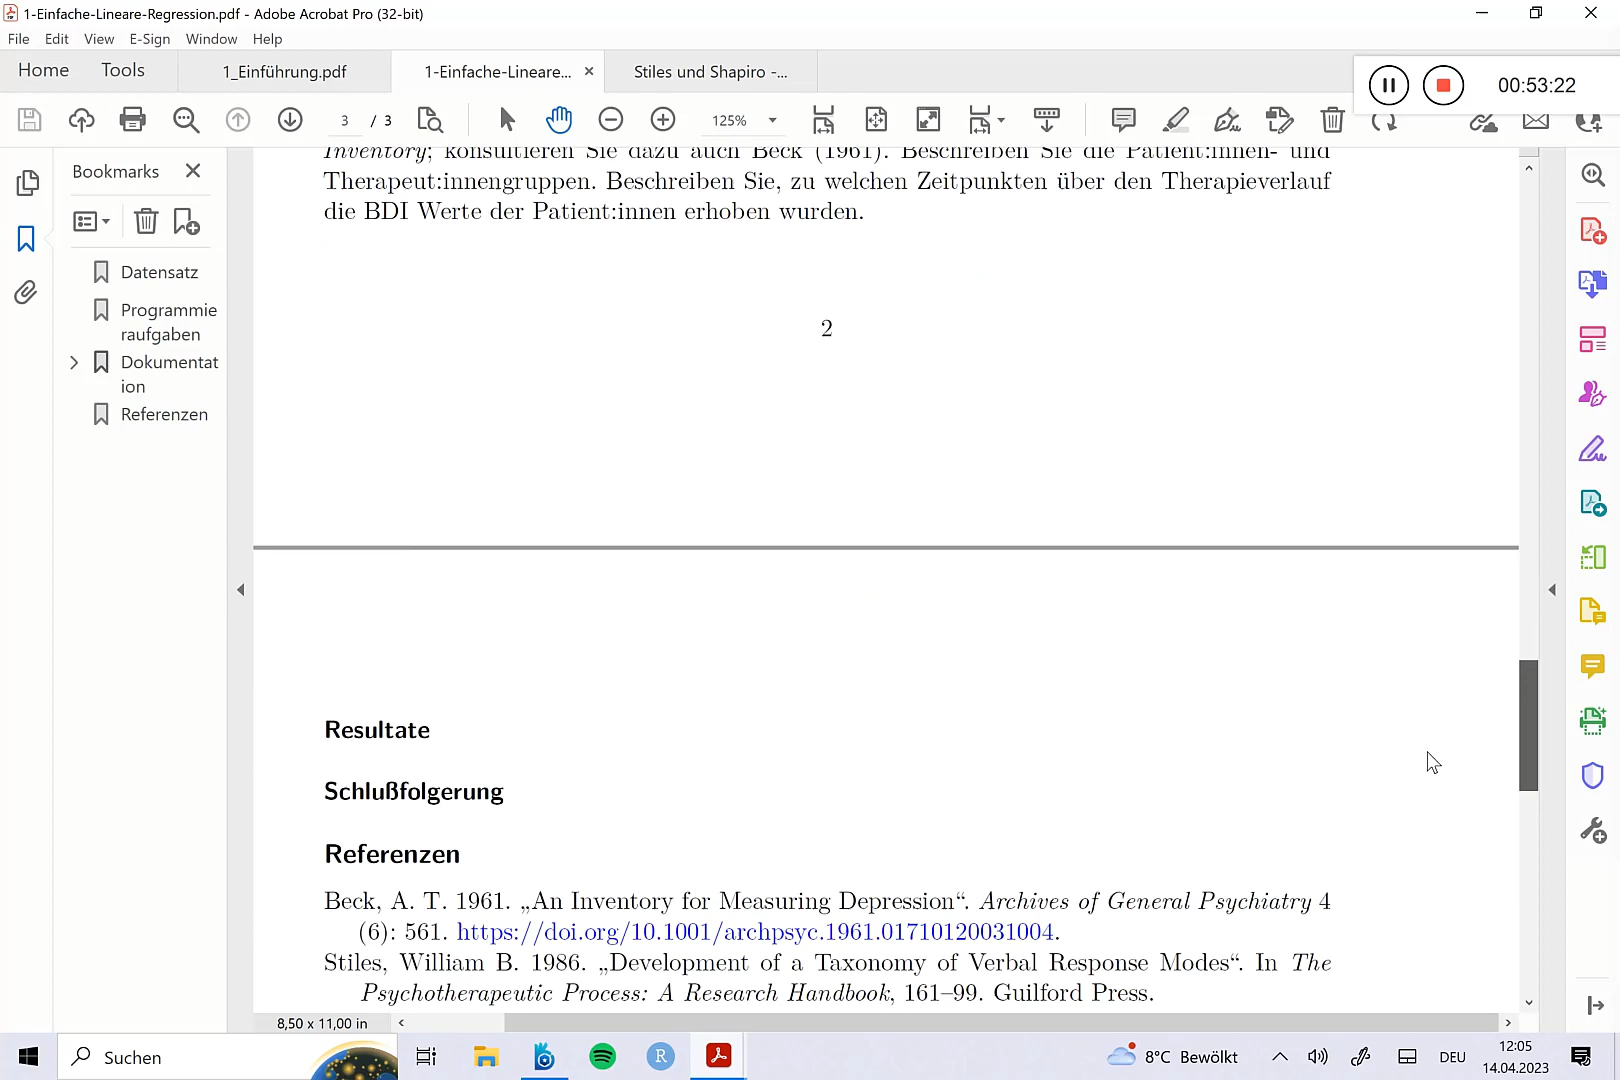 1-Einfache-Lineare-Regression.pdf - Adobe Acrobat Pro (32-bit)
File Edit View E-Sign Window Help
Home Tools 1_Einführung.pdf 1-Einfache-Lineare... Stiles und Shapiro -...
00:53:22
3 / 3 125%
Bookmarks
Datensatz
Programmie
raufgaben
Dokumentat
ion
Referenzen
Inventory; konsultieren Sie dazu auch Beck (1961). Beschreiben Sie die Patient:innen- und
Therapeut:innengruppen. Beschreiben Sie, zu welchen Zeitpunkten über den Therapieverlauf
die BDI Werte der Patient:innen erhoben wurden.
2
Resultate
Schlußfolgerung
Referenzen
Beck, A. T. 1961. „An Inventory for Measuring Depression“. Archives of General Psychiatry 4
(6): 561. https://doi.org/10.1001/archpsyc.1961.01710120031004.
Stiles, William B. 1986. „Development of a Taxonomy of Verbal Response Modes“. In The
Psychotherapeutic Process: A Research Handbook, 161–99. Guilford Press.
8,50 x 11,00 in
Suchen
R
8°C Bewölkt
DEU
12:05
14.04.2023